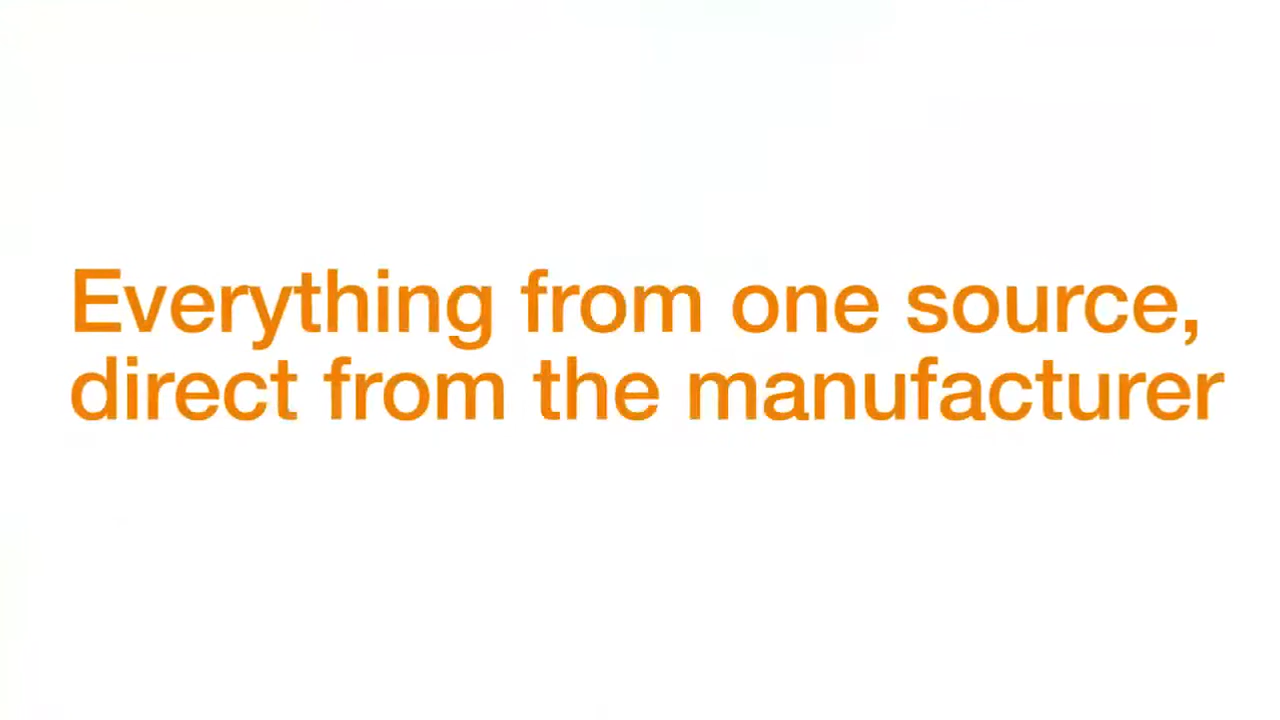 Everything from one source,
direct from the manufacturer